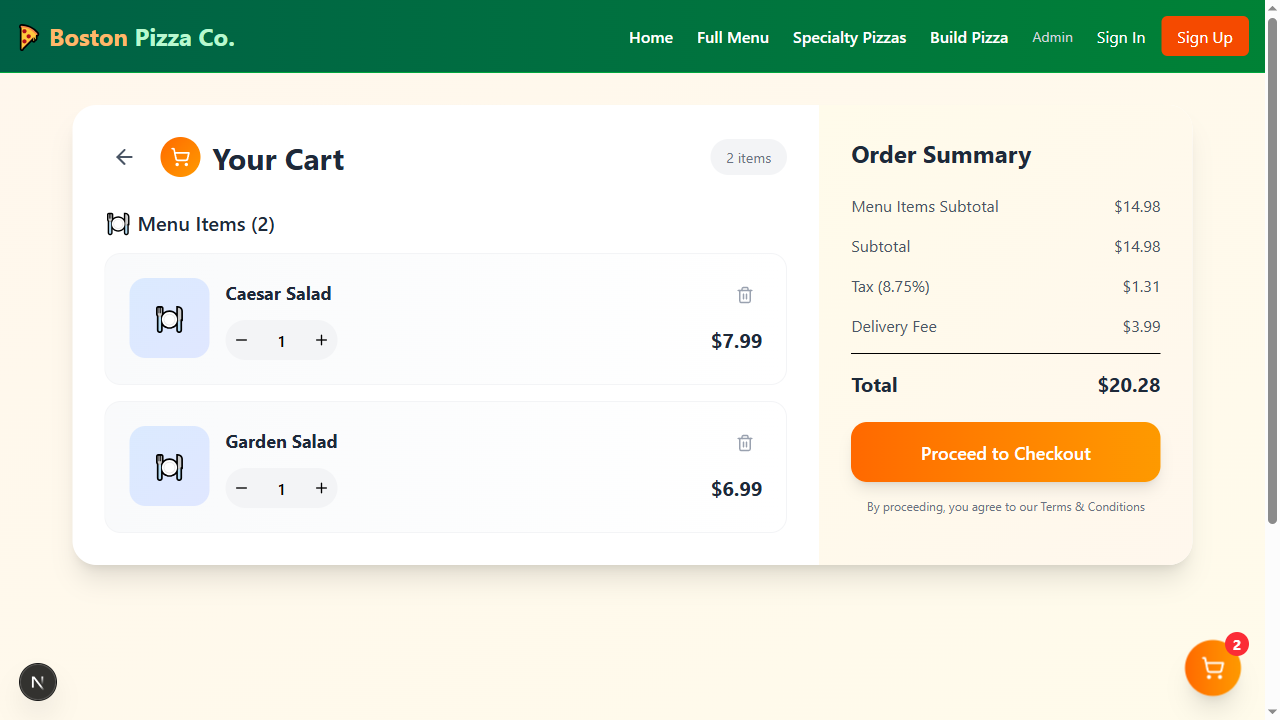 Boston Pizza Co.
Home Full Menu Specialty Pizzas Build Pizza Admin Sign In Sign Up
Your Cart
2 items
Menu Items (2)
Caesar Salad
1
$7.99
Garden Salad
1
$6.99
Order Summary
Menu Items Subtotal $14.98
Subtotal $14.98
Tax (8.75%) $1.31
Delivery Fee $3.99
Total $20.28
Proceed to Checkout
By proceeding, you agree to our Terms & Conditions
N
2